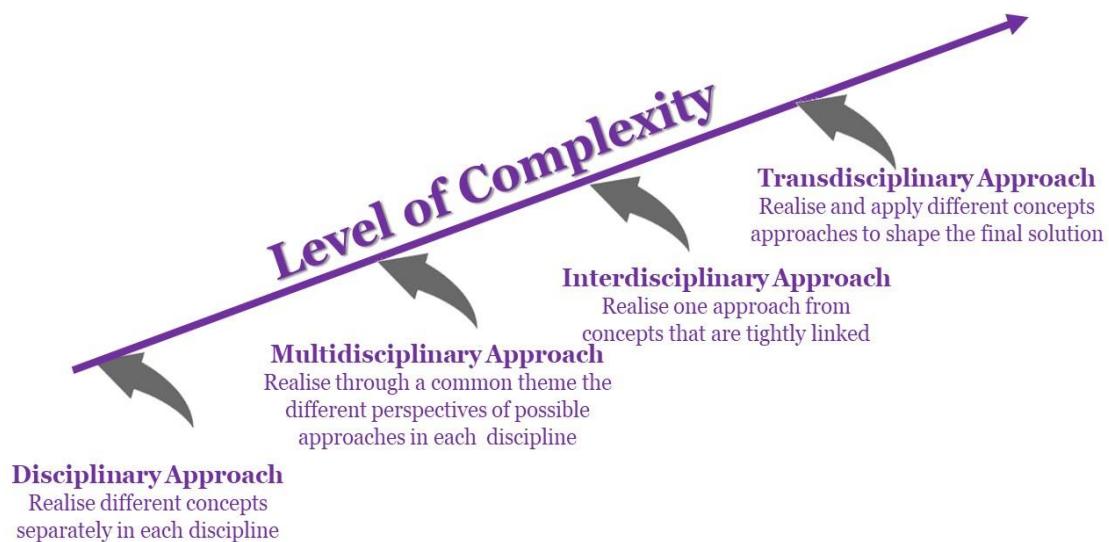 Level of Complexity
Transdisciplinary Approach
Realise and apply different concepts
approaches to shape the final solution
Interdisciplinary Approach
Realise one approach from
concepts that are tightly linked
Multidisciplinary Approach
Realise through a common theme the
different perspectives of possible
approaches in each discipline
Disciplinary Approach
Realise different concepts
separately in each discipline